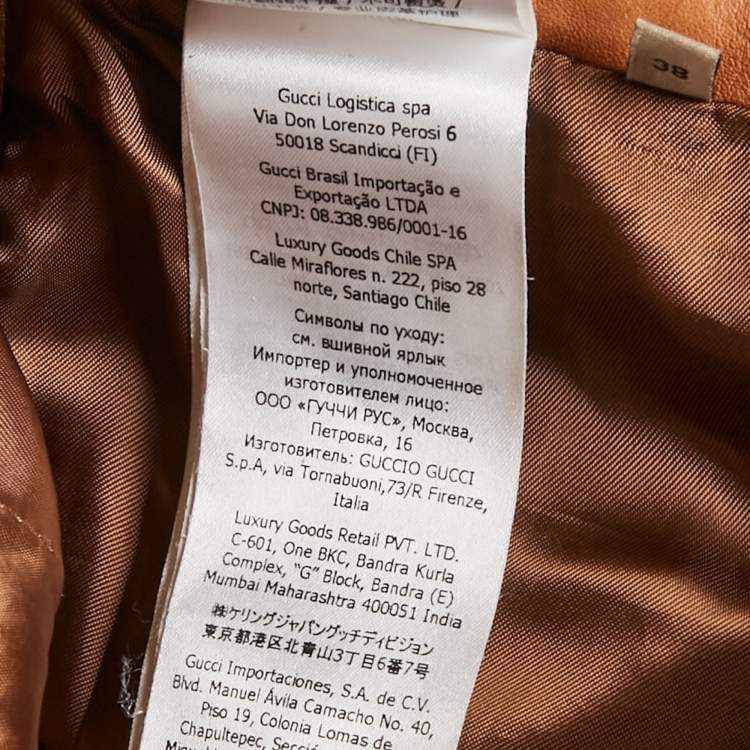 38
Gucci Logistica spa
Via Don Lorenzo Perosi 6
50018 Scandicci (FI)
Gucci Brasil Importação e
Exportação LTDA
CNPJ: 08.338.986/0001-16
Luxury Goods Chile SPA
Calle Miraflores n. 222, piso 28
norte, Santiago Chile
Символы по уходу:
см. вшивной ярлык
Импортер и уполномоченное
изготовителем лицо:
ООО «ГУЧЧИ РУС», Москва,
Петровка, 16
Изготовитель: GUCCIO GUCCI
S.p.A, via Tornabuoni,73/R Firenze,
Italia
Luxury Goods Retail PVT. LTD.
C-601, One BKC, Bandra Kurla
Complex, "G" Block, Bandra (E)
Mumbai Maharashtra 400051 India
㈱ケリングジャパングッチディビジョン
東京都港区北青山3丁目6番7号
Gucci Importaciones, S.A. de C.V.
Blvd. Manuel Ávila Camacho No. 40,
Piso 19, Colonia Lomas de
Chapultepec, Sección